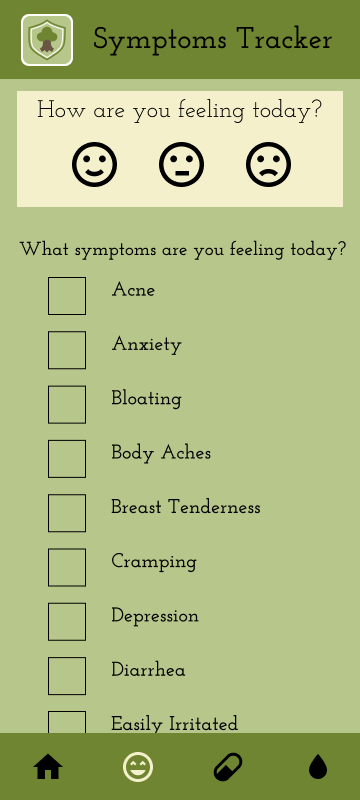 Symptoms Tracker
How are you feeling today?
What symptoms are you feeling today?
Acne
Anxiety
Bloating
Body Aches
Breast Tenderness
Cramping
Depression
Diarrhea
Easily Irritated